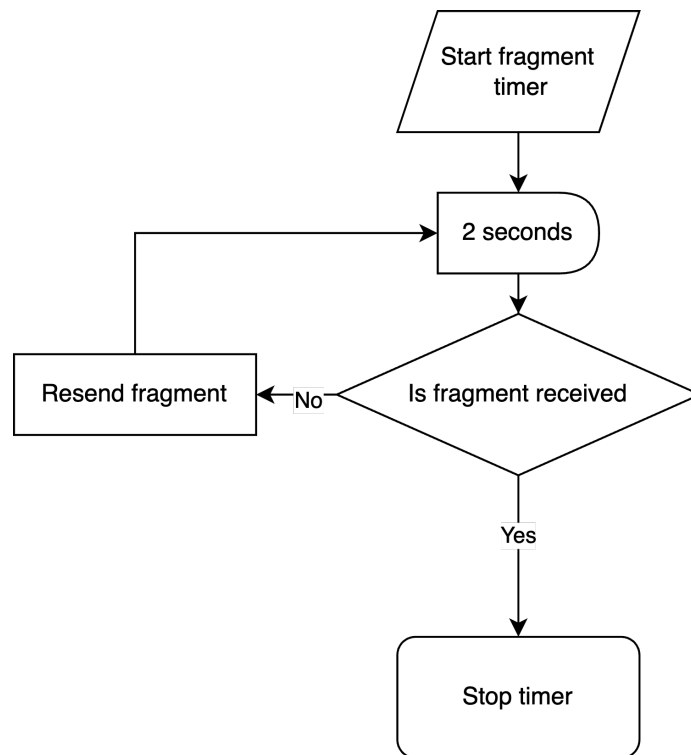 Start fragment
timer
2 seconds
Is fragment received
Resend fragment
No
Yes
Stop timer